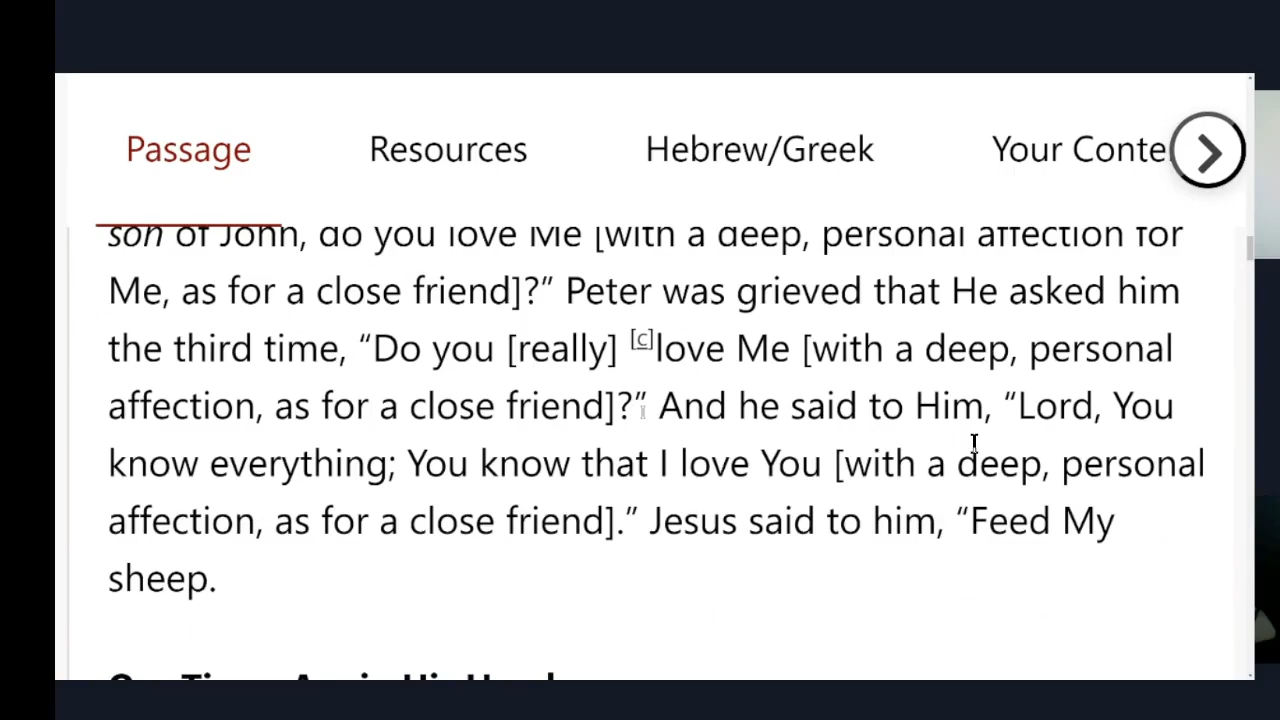 Passage Resources Hebrew/Greek Your Conte
son of John, do you love Me [with a deep, personal affection for
Me, as for a close friend]?” Peter was grieved that He asked him
the third time, “Do you [really] [c]love Me [with a deep, personal
affection, as for a close friend]?” And he said to Him, “Lord, You
know everything; You know that I love You [with a deep, personal
affection, as for a close friend].” Jesus said to him, “Feed My
sheep.